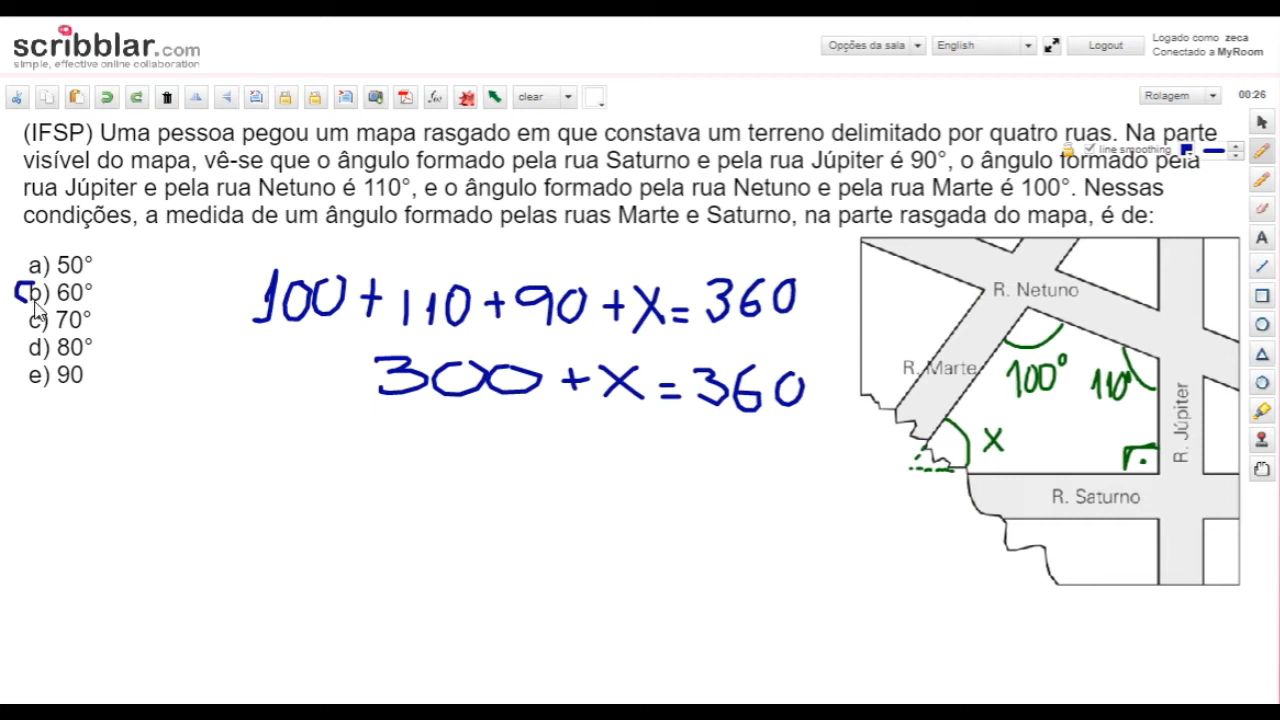 scribblar.com
simple, effective online collaboration
Opções da sala
English
Logout
Logado como zeca
Conectado a MyRoom
clear
Rolagem
00:26
(IFSP) Uma pessoa pegou um mapa rasgado em que constava um terreno delimitado por quatro ruas. Na parte
line smoothing
visível do mapa, vê-se que o ângulo formado pela rua Saturno e pela rua Júpiter é 90°, o ângulo formado pela
rua Júpiter e pela rua Netuno é 110°, e o ângulo formado pela rua Netuno e pela rua Marte é 100°. Nessas
condições, a medida de um ângulo formado pelas ruas Marte e Saturno, na parte rasgada do mapa, é de:
a) 50°
b) 60°
c) 70°
d) 80°
e) 90
100 + 110 + 90 + X = 360
300 + X = 360
R. Netuno
R. Marte
100°
110°
R. Júpiter
X
R. Saturno